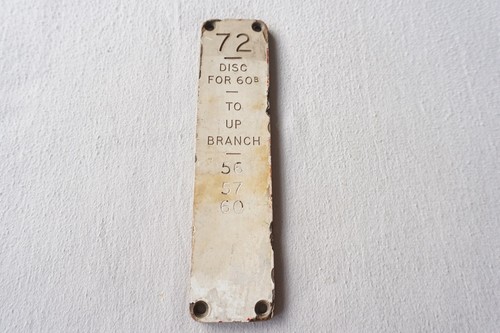 72
DISC
FOR 60B
TO
UP
BRANCH
56
57
60